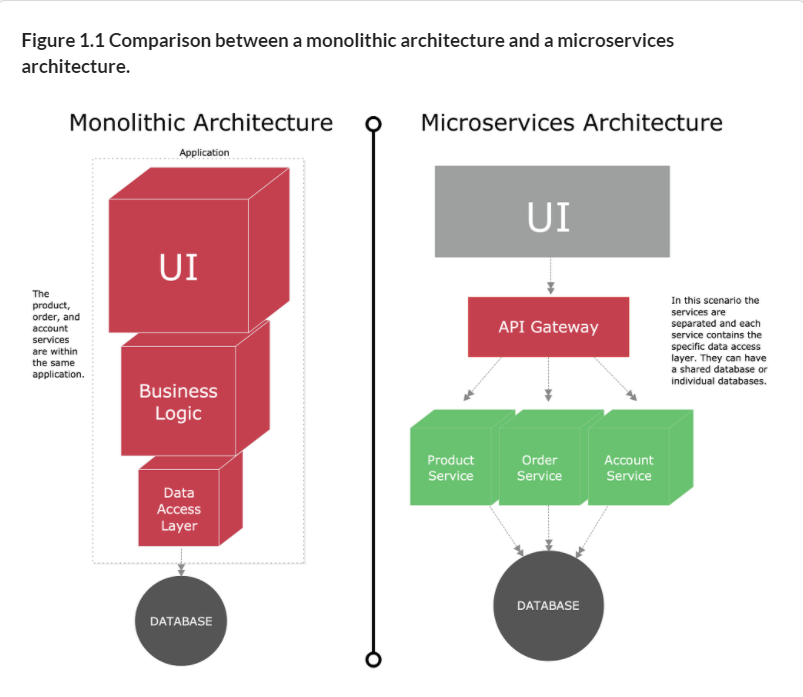 Figure 1.1 Comparison between a monolithic architecture and a microservices
architecture.
Monolithic Architecture
Application
UI
The
product,
order, and
account
services
are within
the same
application.
Business
Logic
Data
Access
Layer
DATABASE
Microservices Architecture
UI
API Gateway
In this scenario the
services are
separated and each
service contains the
specific data access
layer. They can have
a shared database or
individual databases.
Product
Service
Order
Service
Account
Service
DATABASE